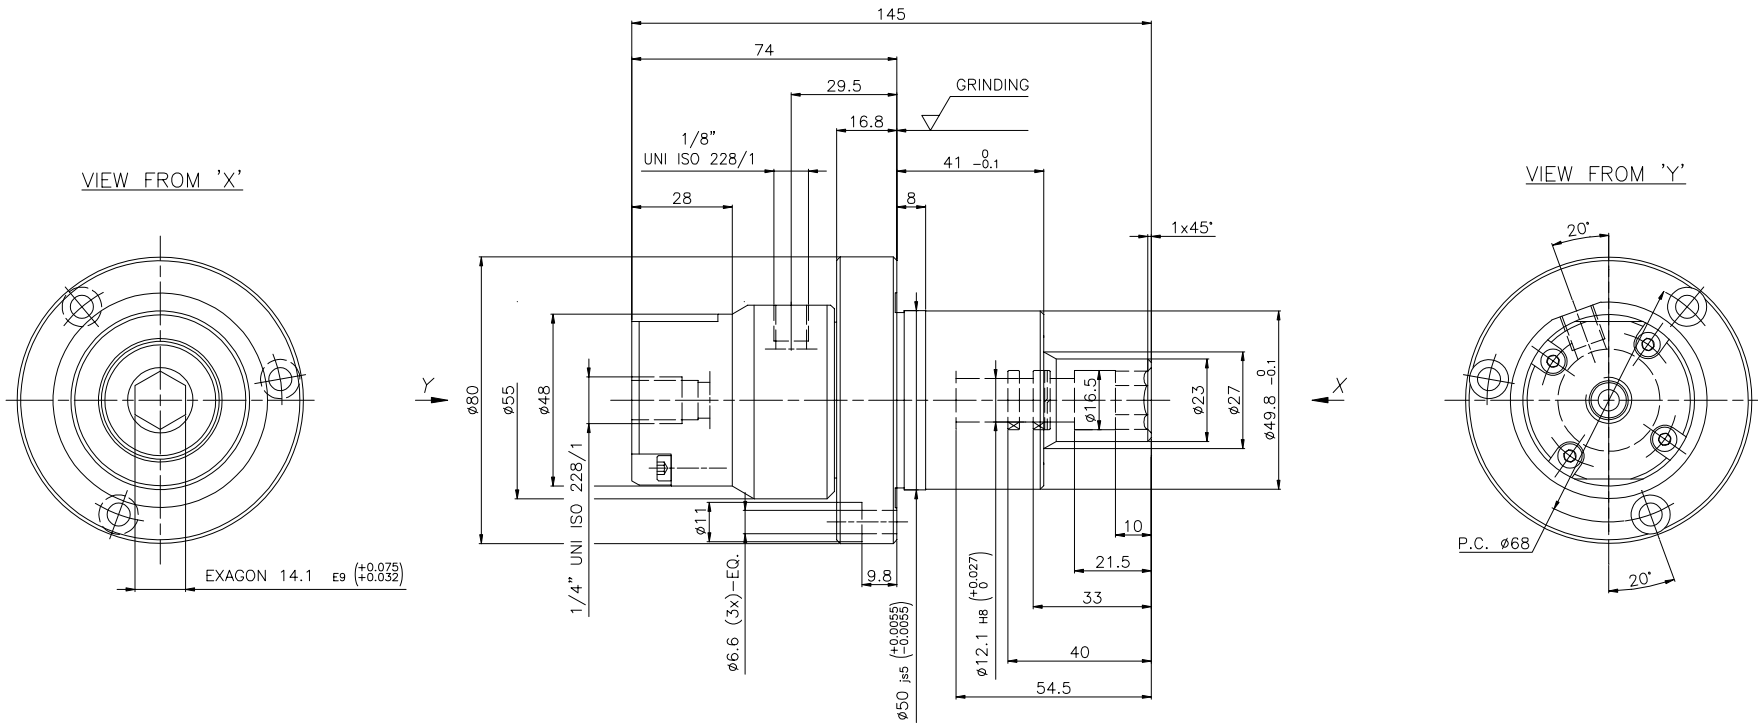 145
74
29.5
GRINDING
16.8
1/8"
UNI ISO 228/1
41 0 -0.1
VIEW FROM 'X'
VIEW FROM 'Y'
28
8
1x45°
20°
Y
X
ø80
ø55
ø48
ø16.5
ø23
ø27
ø49.8 0 -0.1
1/4" UNI ISO 228/1
ø11
10
P.C. ø68
EXAGON 14.1 E9 (+0.075 +0.032)
9.8
21.5
20°
ø6.6 (3x)-EQ.
ø50 js5 (+0.0055 -0.0055)
ø12.1 H8 (+0.027 0)
33
40
54.5